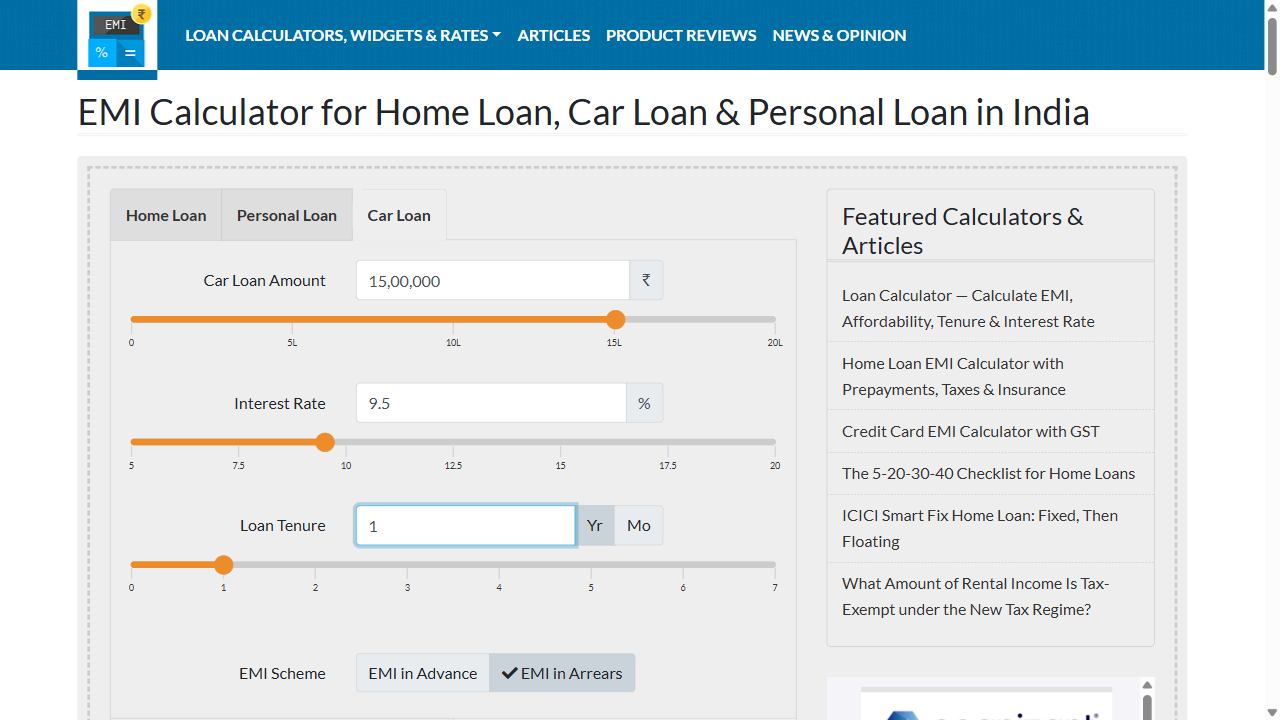 EMI ₹
% =
LOAN CALCULATORS, WIDGETS & RATES ARTICLES PRODUCT REVIEWS NEWS & OPINION
EMI Calculator for Home Loan, Car Loan & Personal Loan in India
Home Loan Personal Loan Car Loan
Car Loan Amount 15,00,000 ₹
0 5L 10L 15L 20L
Interest Rate 9.5 %
5 7.5 10 12.5 15 17.5 20
Loan Tenure 1 Yr Mo
0 1 2 3 4 5 6 7
EMI Scheme EMI in Advance EMI in Arrears
Featured Calculators &
Articles
Loan Calculator — Calculate EMI,
Affordability, Tenure & Interest Rate
Home Loan EMI Calculator with
Prepayments, Taxes & Insurance
Credit Card EMI Calculator with GST
The 5-20-30-40 Checklist for Home Loans
ICICI Smart Fix Home Loan: Fixed, Then
Floating
What Amount of Rental Income Is Tax-
Exempt under the New Tax Regime?